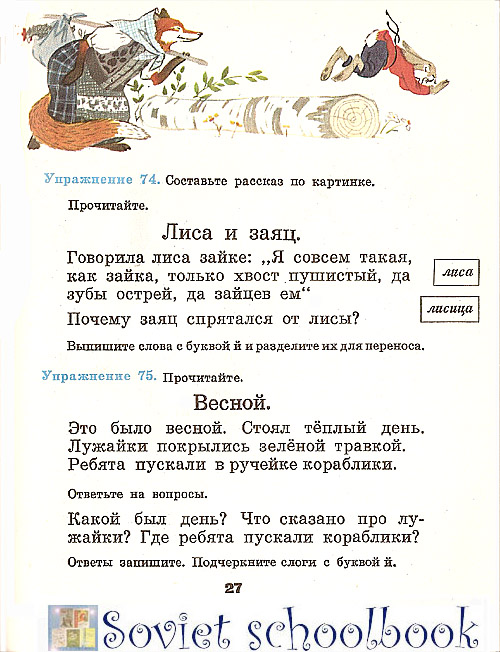 Упражнение 74. Составьте рассказ по картинке.
Прочитайте.
Лиса и заяц.
Говорила лиса зайке: „Я совсем такая,
как зайка, только хвост пушистый, да
зубы острей, да зайцев ем“
лиса
Почему заяц спрятался от лисы?
лисица
Выпишите слова с буквой й и разделите их для переноса.
Упражнение 75. Прочитайте.
Весной.
Это было весной. Стоял тёплый день.
Лужайки покрылись зелёной травкой.
Ребята пускали в ручейке кораблики.
Ответьте на вопросы.
Какой был день? Что сказано про лу-
жайки? Где ребята пускали кораблики?
Ответы запишите. Подчеркните слоги с буквой й.
27
Soviet schoolbook